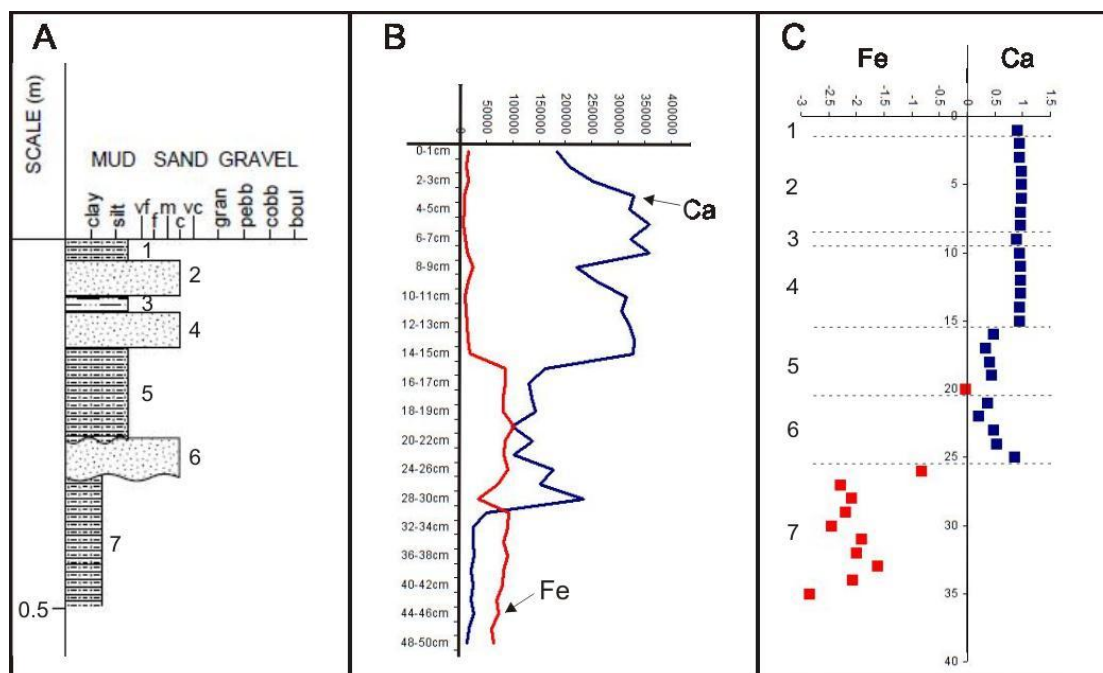 A
SCALE (m)
MUD SAND GRAVEL
clay
silt
vf
f
m
c
vc
gran
pebb
cobb
boul
1
2
3
4
5
6
7
0.5
B
0
50000
100000
150000
200000
250000
300000
350000
400000
0-1cm
2-3cm
4-5cm
6-7cm
8-9cm
10-11cm
12-13cm
14-15cm
16-17cm
18-19cm
20-22cm
24-26cm
28-30cm
32-34cm
36-38cm
40-42cm
44-46cm
48-50cm
Ca
Fe
C
Fe Ca
-3 -2.5 -2 -1.5 -1 -0.5 0 0.5 1 1.5
0
5
10
15
20
25
30
35
40
1
2
3
4
5
6
7